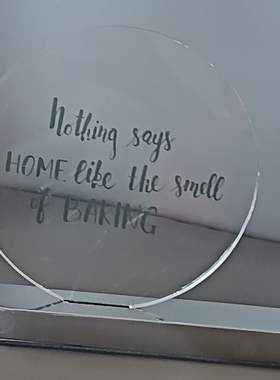 Nothing says
HOME like the smell
of BAKING